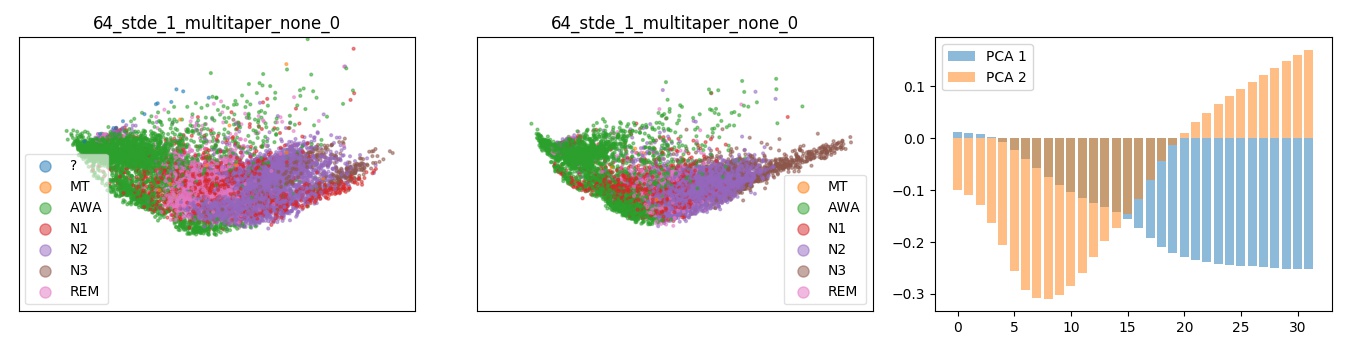 64_stde_1_multitaper_none_0
?
MT
AWA
N1
N2
N3
REM
64_stde_1_multitaper_none_0
MT
AWA
N1
N2
N3
REM
PCA 1
PCA 2
0.1
0.0
−0.1
−0.2
−0.3
0 5 10 15 20 25 30